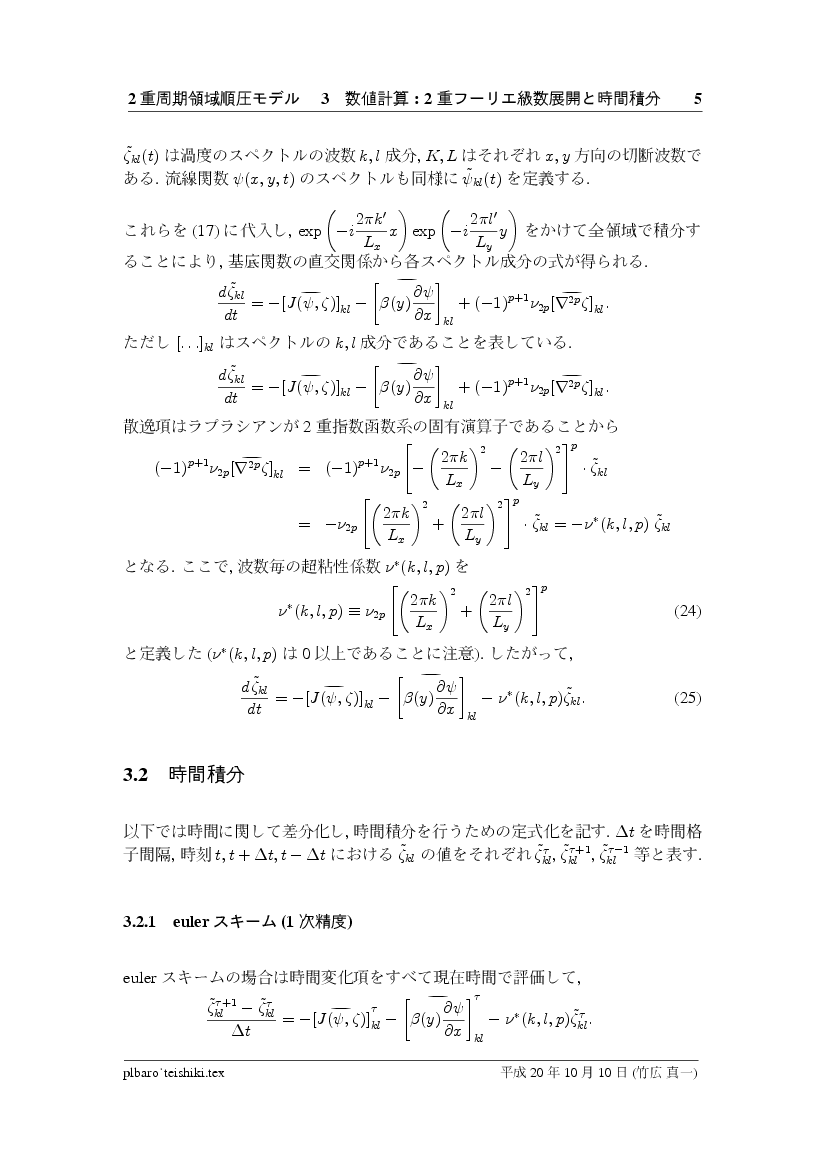 2 重周期領域順圧モデル 3 数値計算 : 2 重フーリエ級数展開と時間積分 5
$\tilde{\zeta}_{kl}(t)$ は渦度のスペクトルの波数 $k, l$ 成分, $K, L$ はそれぞれ $x, y$ 方向の切断波数で
ある. 流線関数 $\psi(x, y, t)$ のスペクトルも同様に $\tilde{\psi}_{kl}(t)$ を定義する.
これらを (17) に代入し, $\exp\left(-i\frac{2\pi k'}{L_x}x\right)\exp\left(-i\frac{2\pi l'}{L_y}y\right)$ をかけて全領域で積分す
ることにより, 基底関数の直交関係から各スペクトル成分の式が得られる.
$\frac{d\tilde{\zeta}_{kl}}{dt} = -[\widetilde{J(\psi, \zeta)}]_{kl} - \left[\widetilde{\beta(y)\frac{\partial\psi}{\partial x}}\right]_{kl} + (-1)^{p+1}\nu_{2p}[\widetilde{\nabla^{2p}\zeta}]_{kl}.$
ただし $[\ldots]_{kl}$ はスペクトルの $k, l$ 成分であることを表している.
$\frac{d\tilde{\zeta}_{kl}}{dt} = -[\widetilde{J(\psi, \zeta)}]_{kl} - \left[\widetilde{\beta(y)\frac{\partial\psi}{\partial x}}\right]_{kl} + (-1)^{p+1}\nu_{2p}[\widetilde{\nabla^{2p}\zeta}]_{kl}.$
散逸項はラプラシアンが 2 重指数函数系の固有演算子であることから
$(-1)^{p+1}\nu_{2p}[\widetilde{\nabla^{2p}\zeta}]_{kl} = (-1)^{p+1}\nu_{2p}\left[-\left(\frac{2\pi k}{L_x}\right)^2 - \left(\frac{2\pi l}{L_y}\right)^2\right]^p \cdot \tilde{\zeta}_{kl}$
$= -\nu_{2p}\left[\left(\frac{2\pi k}{L_x}\right)^2 + \left(\frac{2\pi l}{L_y}\right)^2\right]^p \cdot \tilde{\zeta}_{kl} = -\nu^*(k, l, p)\ \tilde{\zeta}_{kl}$
となる. ここで, 波数毎の超粘性係数 $\nu^*(k, l, p)$ を
$\nu^*(k, l, p) \equiv \nu_{2p}\left[\left(\frac{2\pi k}{L_x}\right)^2 + \left(\frac{2\pi l}{L_y}\right)^2\right]^p$ (24)
と定義した ($\nu^*(k, l, p)$ は 0 以上であることに注意). したがって,
$\frac{d\tilde{\zeta}_{kl}}{dt} = -[\widetilde{J(\psi, \zeta)}]_{kl} - \left[\widetilde{\beta(y)\frac{\partial\psi}{\partial x}}\right]_{kl} - \nu^*(k, l, p)\tilde{\zeta}_{kl}.$ (25)
3.2 時間積分
以下では時間に関して差分化し, 時間積分を行うための定式化を記す. $\Delta t$ を時間格
子間隔, 時刻 $t, t + \Delta t, t - \Delta t$ における $\tilde{\zeta}_{kl}$ の値をそれぞれ $\tilde{\zeta}_{kl}^{\tau}, \tilde{\zeta}_{kl}^{\tau+1}, \tilde{\zeta}_{kl}^{\tau-1}$ 等と表す.
3.2.1 euler スキーム (1 次精度)
euler スキームの場合は時間変化項をすべて現在時間で評価して,
$\frac{\tilde{\zeta}_{kl}^{\tau+1} - \tilde{\zeta}_{kl}^{\tau}}{\Delta t} = -[\widetilde{J(\psi, \zeta)}]_{kl}^{\tau} - \left[\widetilde{\beta(y)\frac{\partial\psi}{\partial x}}\right]_{kl}^{\tau} - \nu^*(k, l, p)\tilde{\zeta}_{kl}^{\tau}.$
plbaro˙teishiki.tex 平成 20 年 10 月 10 日 (竹広 真一)